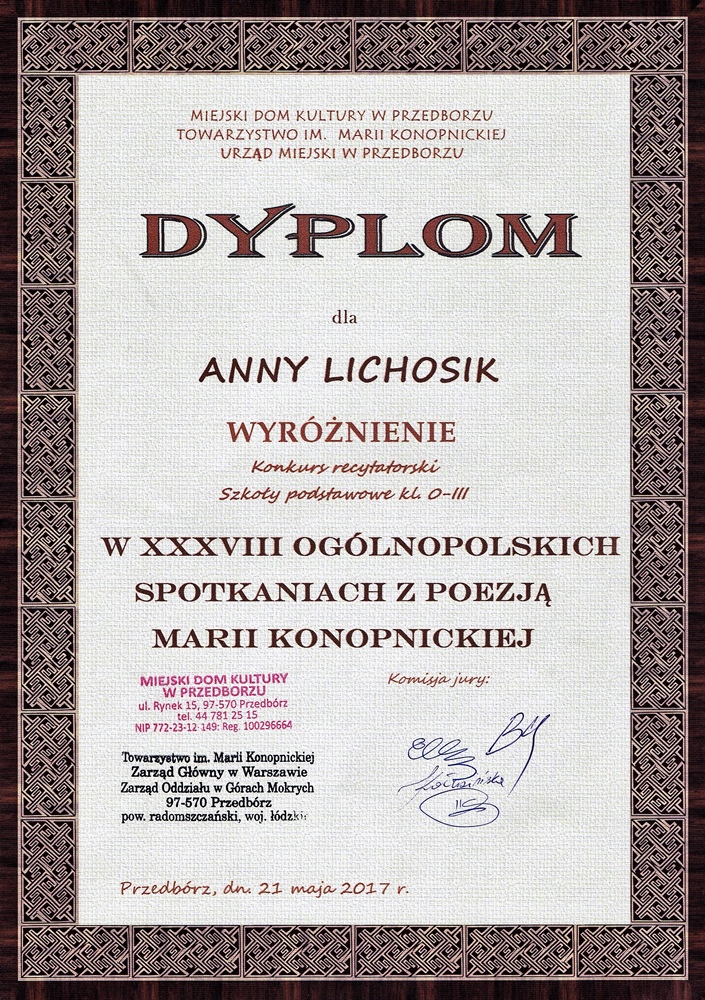 MIEJSKI DOM KULTURY W PRZEDBORZU
TOWARZYSTWO IM. MARII KONOPNICKIEJ
URZĄD MIEJSKI W PRZEDBORZU
DYPLOM
dla
ANNY LICHOSIK
WYRÓŻNIENIE
Konkurs recytatorski
Szkoły podstawowe kl. 0-III
W XXXVIII OGÓLNOPOLSKICH
SPOTKANIACH Z POEZJĄ
MARII KONOPNICKIEJ
MIEJSKI DOM KULTURY
W PRZEDBORZU
ul. Rynek 15, 97-570 Przedbórz
tel. 44 781 25 15
NIP 772-23-12-149: Reg. 100296664
Komisja jury:
Towarzystwo im. Marii Konopnickiej
Zarząd Główny w Warszawie
Zarząd Oddziału w Górach Mokrych
97-570 Przedbórz
pow. radomszczański, woj. łódzkie
Przedbórz, dn. 21 maja 2017 r.